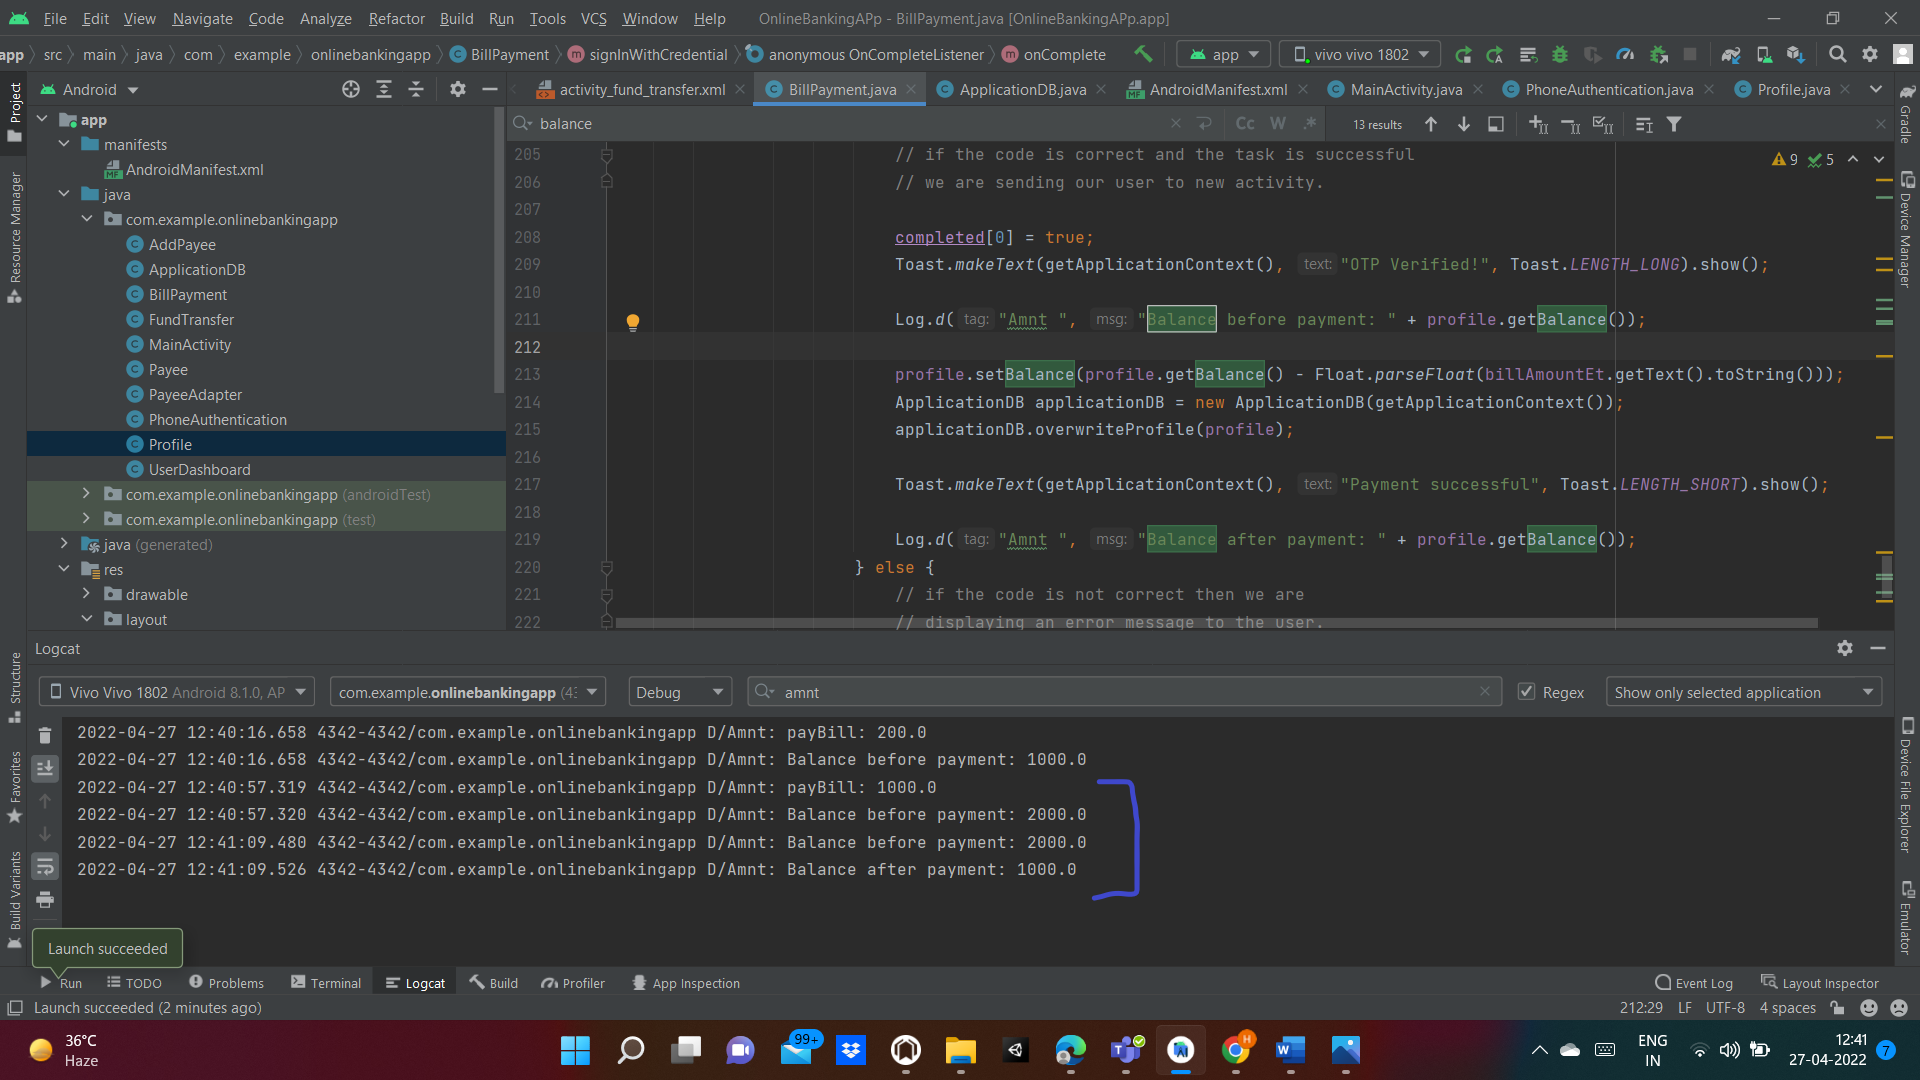 File Edit View Navigate Code Analyze Refactor Build Run Tools VCS Window Help OnlineBankingAPp - BillPayment.java [OnlineBankingAPp.app]
app src main java com example onlinebankingapp BillPayment signInWithCredential anonymous OnCompleteListener onComplete app vivo vivo 1802
Android activity_fund_transfer.xml BillPayment.java ApplicationDB.java AndroidManifest.xml MainActivity.java PhoneAuthentication.java Profile.java
balance Cc W .* 13 results
app
manifests
AndroidManifest.xml
java
com.example.onlinebankingapp
AddPayee
ApplicationDB
BillPayment
FundTransfer
MainActivity
Payee
PayeeAdapter
PhoneAuthentication
Profile
UserDashboard
com.example.onlinebankingapp (androidTest)
com.example.onlinebankingapp (test)
java (generated)
res
drawable
layout
9 5
205 // if the code is correct and the task is successful
206 // we are sending our user to new activity.
207
208 completed[0] = true;
209 Toast.makeText(getApplicationContext(), text: "OTP Verified!", Toast.LENGTH_LONG).show();
210
211 Log.d( tag: "Amnt ", msg: "Balance before payment: " + profile.getBalance());
212
213 profile.setBalance(profile.getBalance() - Float.parseFloat(billAmountEt.getText().toString()));
214 ApplicationDB applicationDB = new ApplicationDB(getApplicationContext());
215 applicationDB.overwriteProfile(profile);
216
217 Toast.makeText(getApplicationContext(), text: "Payment successful", Toast.LENGTH_SHORT).show();
218
219 Log.d( tag: "Amnt ", msg: "Balance after payment: " + profile.getBalance());
220 } else {
221 // if the code is not correct then we are
222 // displaying an error message to the user.
Project
Resource Manager
Structure
Favorites
Build Variants
Gradle
Device Manager
Device File Explorer
Emulator
Logcat
Vivo Vivo 1802 Android 8.1.0, AP com.example.onlinebankingapp (43 Debug amnt Regex Show only selected application
2022-04-27 12:40:16.658 4342-4342/com.example.onlinebankingapp D/Amnt: payBill: 200.0
2022-04-27 12:40:16.658 4342-4342/com.example.onlinebankingapp D/Amnt: Balance before payment: 1000.0
2022-04-27 12:40:57.319 4342-4342/com.example.onlinebankingapp D/Amnt: payBill: 1000.0
2022-04-27 12:40:57.320 4342-4342/com.example.onlinebankingapp D/Amnt: Balance before payment: 2000.0
2022-04-27 12:41:09.480 4342-4342/com.example.onlinebankingapp D/Amnt: Balance before payment: 2000.0
2022-04-27 12:41:09.526 4342-4342/com.example.onlinebankingapp D/Amnt: Balance after payment: 1000.0
Launch succeeded
Run TODO Problems Terminal Logcat Build Profiler App Inspection Event Log Layout Inspector
Launch succeeded (2 minutes ago) 212:29 LF UTF-8 4 spaces
36°C
Haze
99+
ENG
IN
12:41
27-04-2022
7